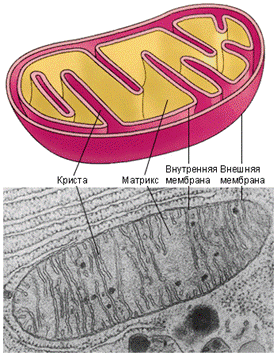 Криста
Матрикс
Внутренняя
мембрана
Внешняя
мембрана